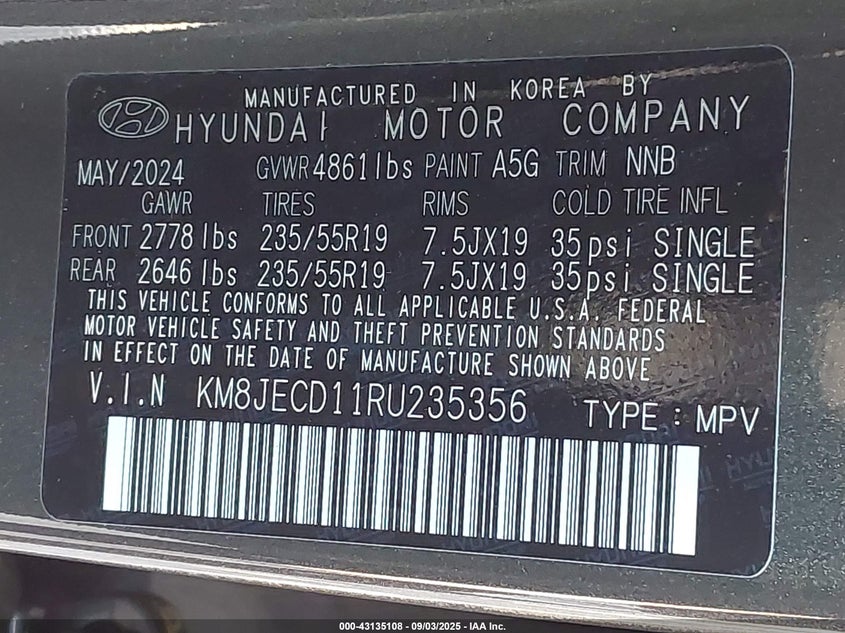 MANUFACTURED IN KOREA BY
HYUNDAI MOTOR COMPANY
MAY/2024 GVWR 4861lbs PAINT A5G TRIM NNB
GAWR TIRES RIMS COLD TIRE INFL
FRONT 2778 lbs 235/55R19 7.5JX19 35psi SINGLE
REAR 2646 lbs 235/55R19 7.5JX19 35psi SINGLE
THIS VEHICLE CONFORMS TO ALL APPLICABLE U.S.A. FEDERAL
MOTOR VEHICLE SAFETY AND THEFT PREVENTION STANDARDS
IN EFFECT ON THE DATE OF MANUFACTURE SHOWN ABOVE
V.I.N KM8JECD11RU235356 TYPE : MPV
000-43135108 - 09/03/2025 - IAA Inc.